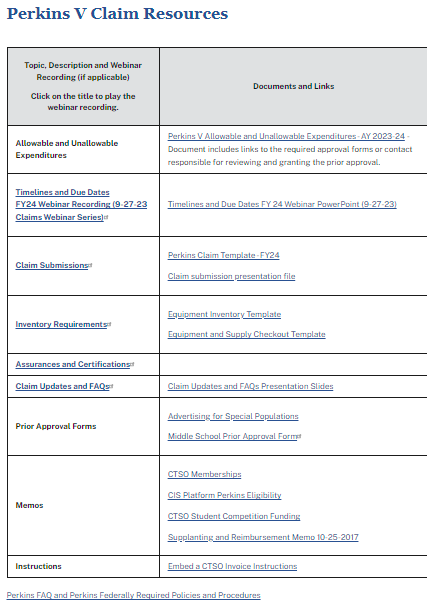 Perkins V Claim Resources
Topic, Description and Webinar
Recording (if applicable)
Click on the title to play the
webinar recording.
Documents and Links
Allowable and Unallowable
Expenditures
Perkins V Allowable and Unallowable Expenditures - AY 2023-24 -
Document includes links to the required approval forms or contact
responsible for reviewing and granting the prior approval.
Timelines and Due Dates
FY24 Webinar Recording (9-27-23
Claims Webinar Series)
Timelines and Due Dates FY 24 Webinar PowerPoint (9-27-23)
Claim Submissions
Perkins Claim Template - FY24
Claim submission presentation file
Inventory Requirements
Equipment Inventory Template
Equipment and Supply Checkout Template
Assurances and Certifications
Claim Updates and FAQs
Claim Updates and FAQs Presentation Slides
Prior Approval Forms
Advertising for Special Populations
Middle School Prior Approval Form
Memos
CTSO Memberships
CIS Platform Perkins Eligibility
CTSO Student Competition Funding
Supplanting and Reimbursement Memo 10-25-2017
Instructions
Embed a CTSO Invoice Instructions
Perkins FAQ and Perkins Federally Required Policies and Procedures